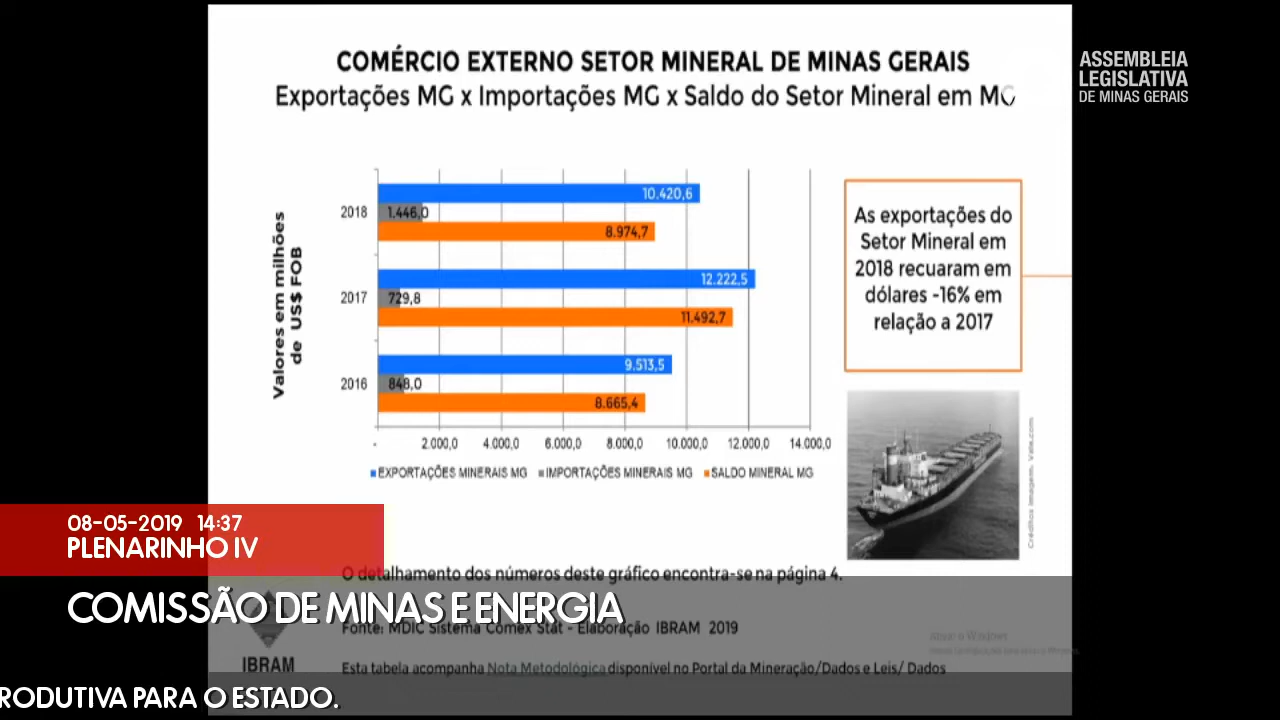 COMÉRCIO EXTERNO SETOR MINERAL DE MINAS GERAIS
Exportações MG x Importações MG x Saldo do Setor Mineral em MG
ASSEMBLEIA
LEGISLATIVA
DE MINAS GERAIS
Valores em milhões
de US$ FOB
2018
10.420,6
1.446,0
8.974,7
2017
12.222,5
729,8
11.492,7
2016
9.513,5
848,0
8.665,4
- 2.000,0 4.000,0 6.000,0 8.000,0 10.000,0 12.000,0 14.000,0
EXPORTAÇÕES MINERAIS MG IMPORTAÇÕES MINERAIS MG SALDO MINERAL MG
As exportações do
Setor Mineral em
2018 recuaram em
dólares -16% em
relação a 2017
Créditos Imagem: Vale.com
08-05-2019 14:37
PLENARINHO IV
O detalhamento dos números deste gráfico encontra-se na página 4.
COMISSÃO DE MINAS E ENERGIA
Fonte: MDIC Sistema Comex Stat - Elaboração IBRAM 2019
IBRAM
Esta tabela acompanha Nota Metodológica disponível no Portal da Mineração/Dados e Leis/ Dados
RODUTIVA PARA O ESTADO.